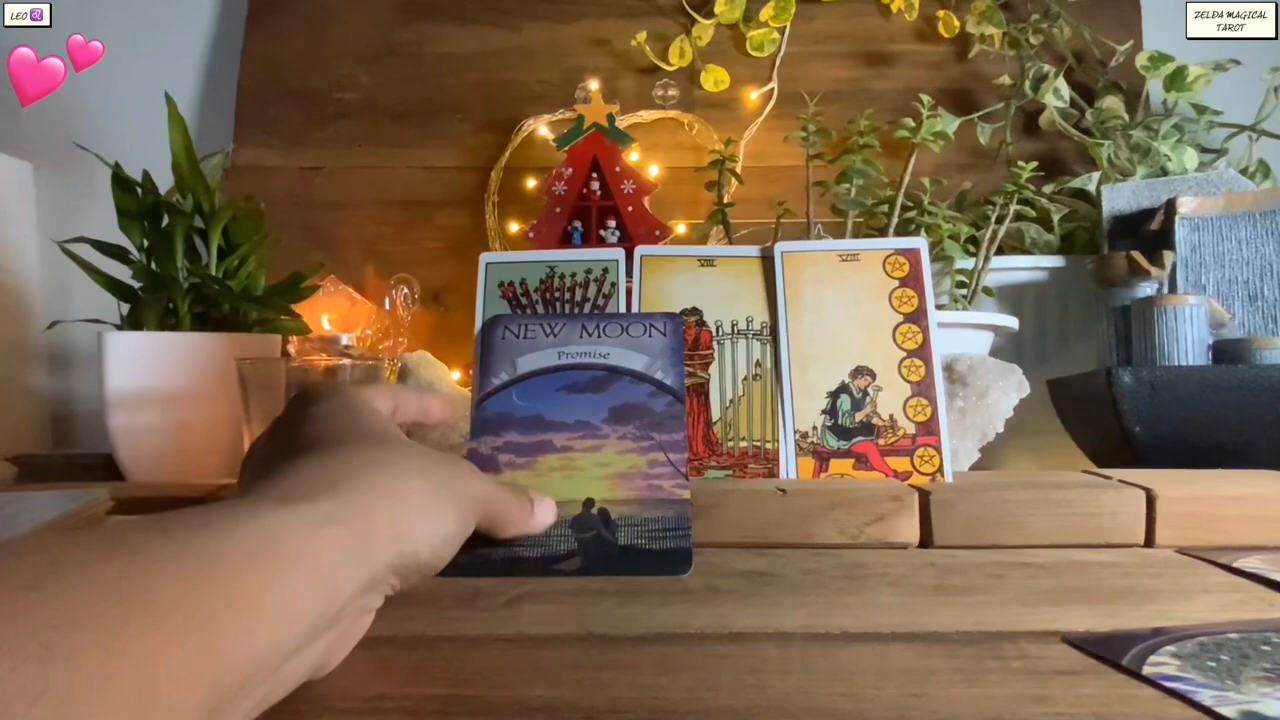 LEO ♌
ZELDA MAGICAL
TAROT
X
VIII
VIII
NEW MOON
Promise